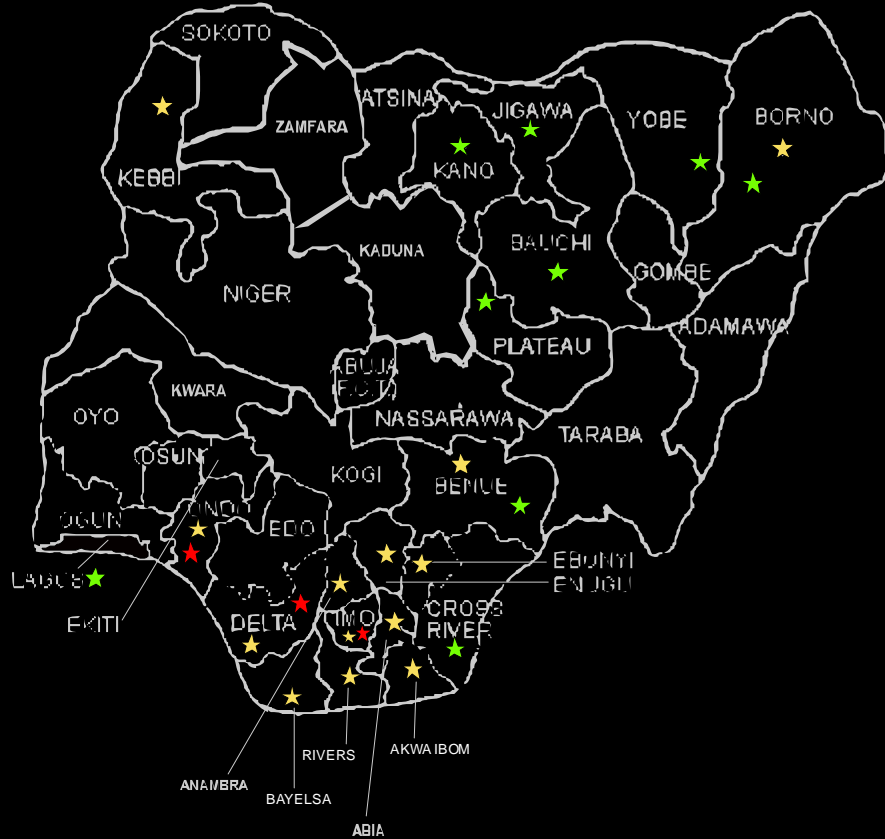 SOKOTO
ATSINA
JIGAWA
YOBE
BORNO
ZAMFARA
KANO
KEBBI
BAUCHI
KADUNA
GOMBE
NIGER
ADAMAWA
PLATEAU
ABUJA
(F.C.T.)
KWARA
OYO
NASSARAWA
TARABA
OSUN
KOGI
BENUE
ONDO
OGUN
EDO
EBONYI
LAGOS
ENUGU
EKITI
DELTA
IMO
CROSS
RIVER
RIVERS
AKWA IBOM
ANAMBRA
BAYELSA
ABIA